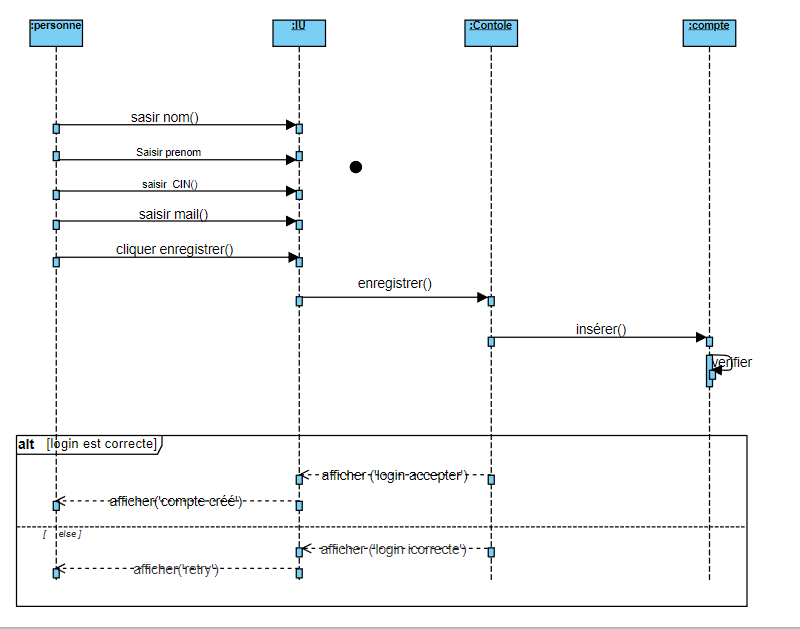 :personne
:IU
:Contole
:compte
sasir nom()
Saisir prenom
saisir CIN()
saisir mail()
cliquer enregistrer()
enregistrer()
insérer()
verifier
alt [login est correcte]
afficher ('login accepter')
afficher('compte créé')
[ else ]
afficher ('login icorrecte')
afficher('retry')